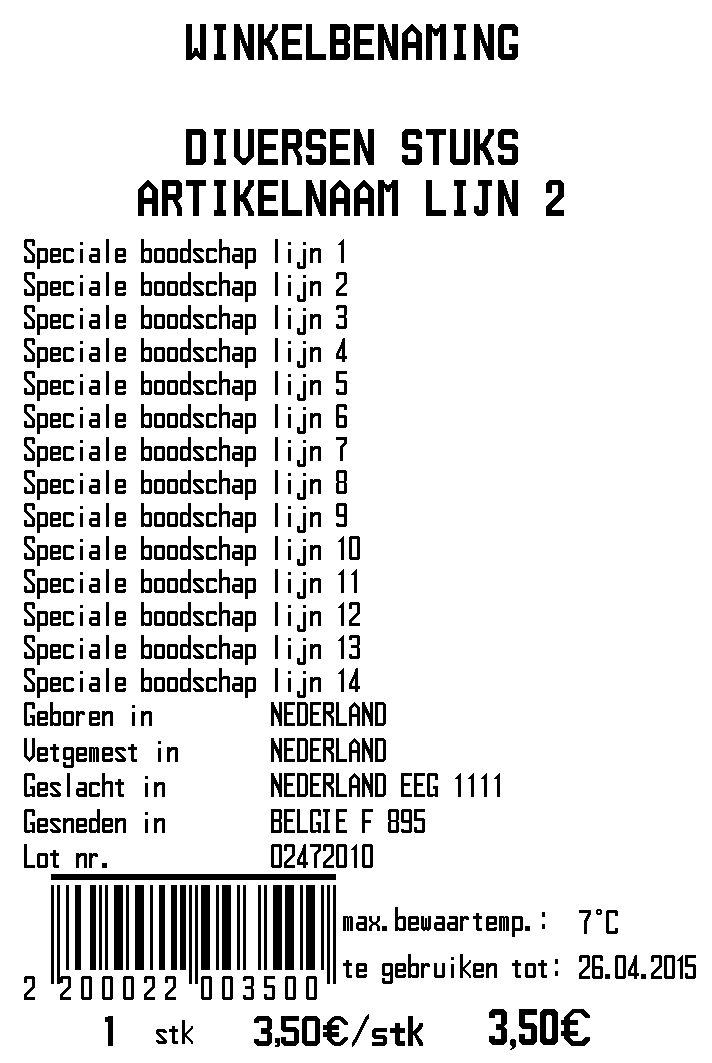 WINKELBENAMING
DIVERSEN STUKS
ARTIKELNAAM LIJN 2
Speciale boodschap lijn 1
Speciale boodschap lijn 2
Speciale boodschap lijn 3
Speciale boodschap lijn 4
Speciale boodschap lijn 5
Speciale boodschap lijn 6
Speciale boodschap lijn 7
Speciale boodschap lijn 8
Speciale boodschap lijn 9
Speciale boodschap lijn 10
Speciale boodschap lijn 11
Speciale boodschap lijn 12
Speciale boodschap lijn 13
Speciale boodschap lijn 14
Geboren in NEDERLAND
Vetgemest in NEDERLAND
Geslacht in NEDERLAND EEG 1111
Gesneden in BELGIE F 895
Lot nr. 02472010
max.bewaartemp.: 7°C
te gebruiken tot: 26.04.2015
2 200022 003500
1 stk 3,50€/stk 3,50€